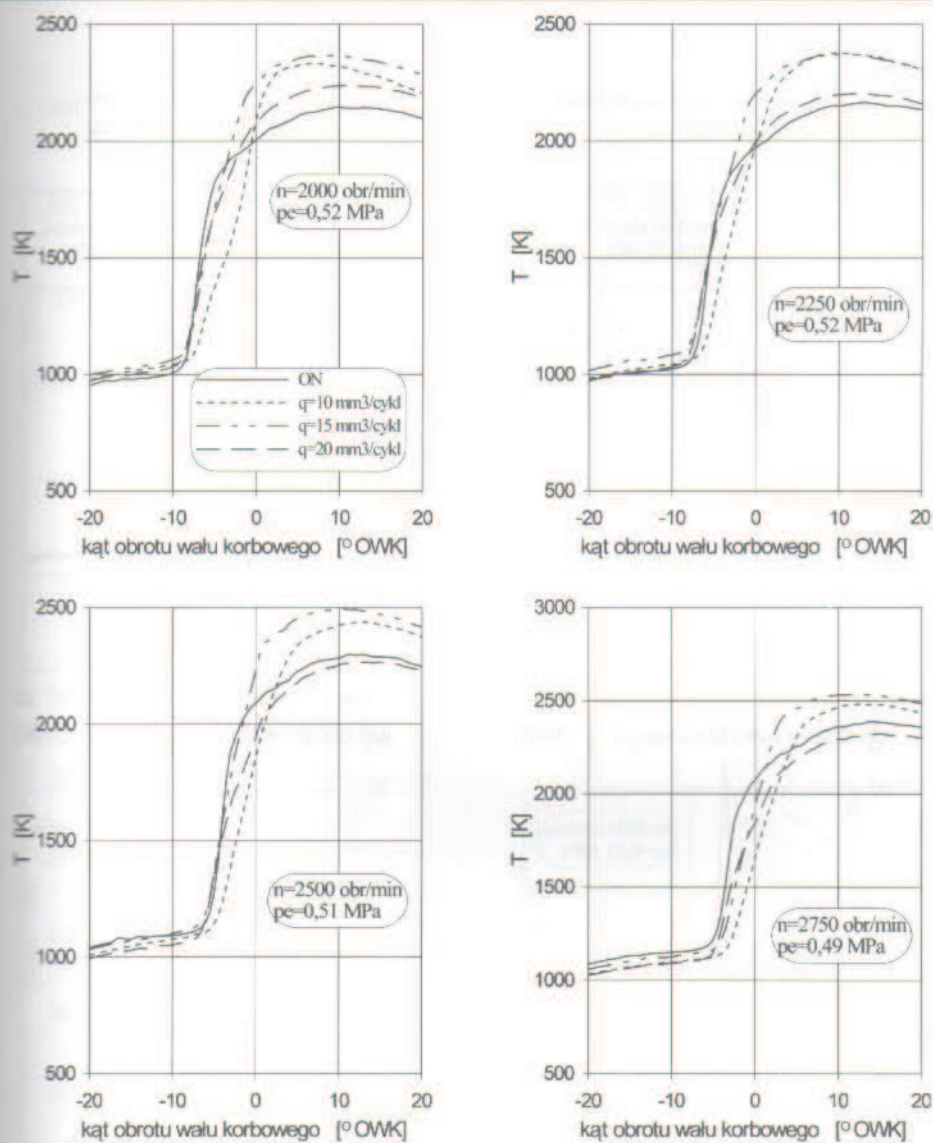 2500
2000
1500
1000
500
T [K]
n=2000 obr/min
pe=0,52 MPa
ON
q=10 mm3/cykl
q=15 mm3/cykl
q=20 mm3/cykl
-20 -10 0 10 20
kąt obrotu wału korbowego [º OWK]
2500
2000
1500
1000
500
T [K]
n=2250 obr/min
pe=0,52 MPa
-20 -10 0 10 20
kąt obrotu wału korbowego [º OWK]
2500
2000
1500
1000
500
T [K]
n=2500 obr/min
pe=0,51 MPa
-20 -10 0 10 20
kąt obrotu wału korbowego [º OWK]
3000
2500
2000
1500
1000
500
T [K]
n=2750 obr/min
pe=0,49 MPa
-20 -10 0 10 20
kąt obrotu wału korbowego [º OWK]